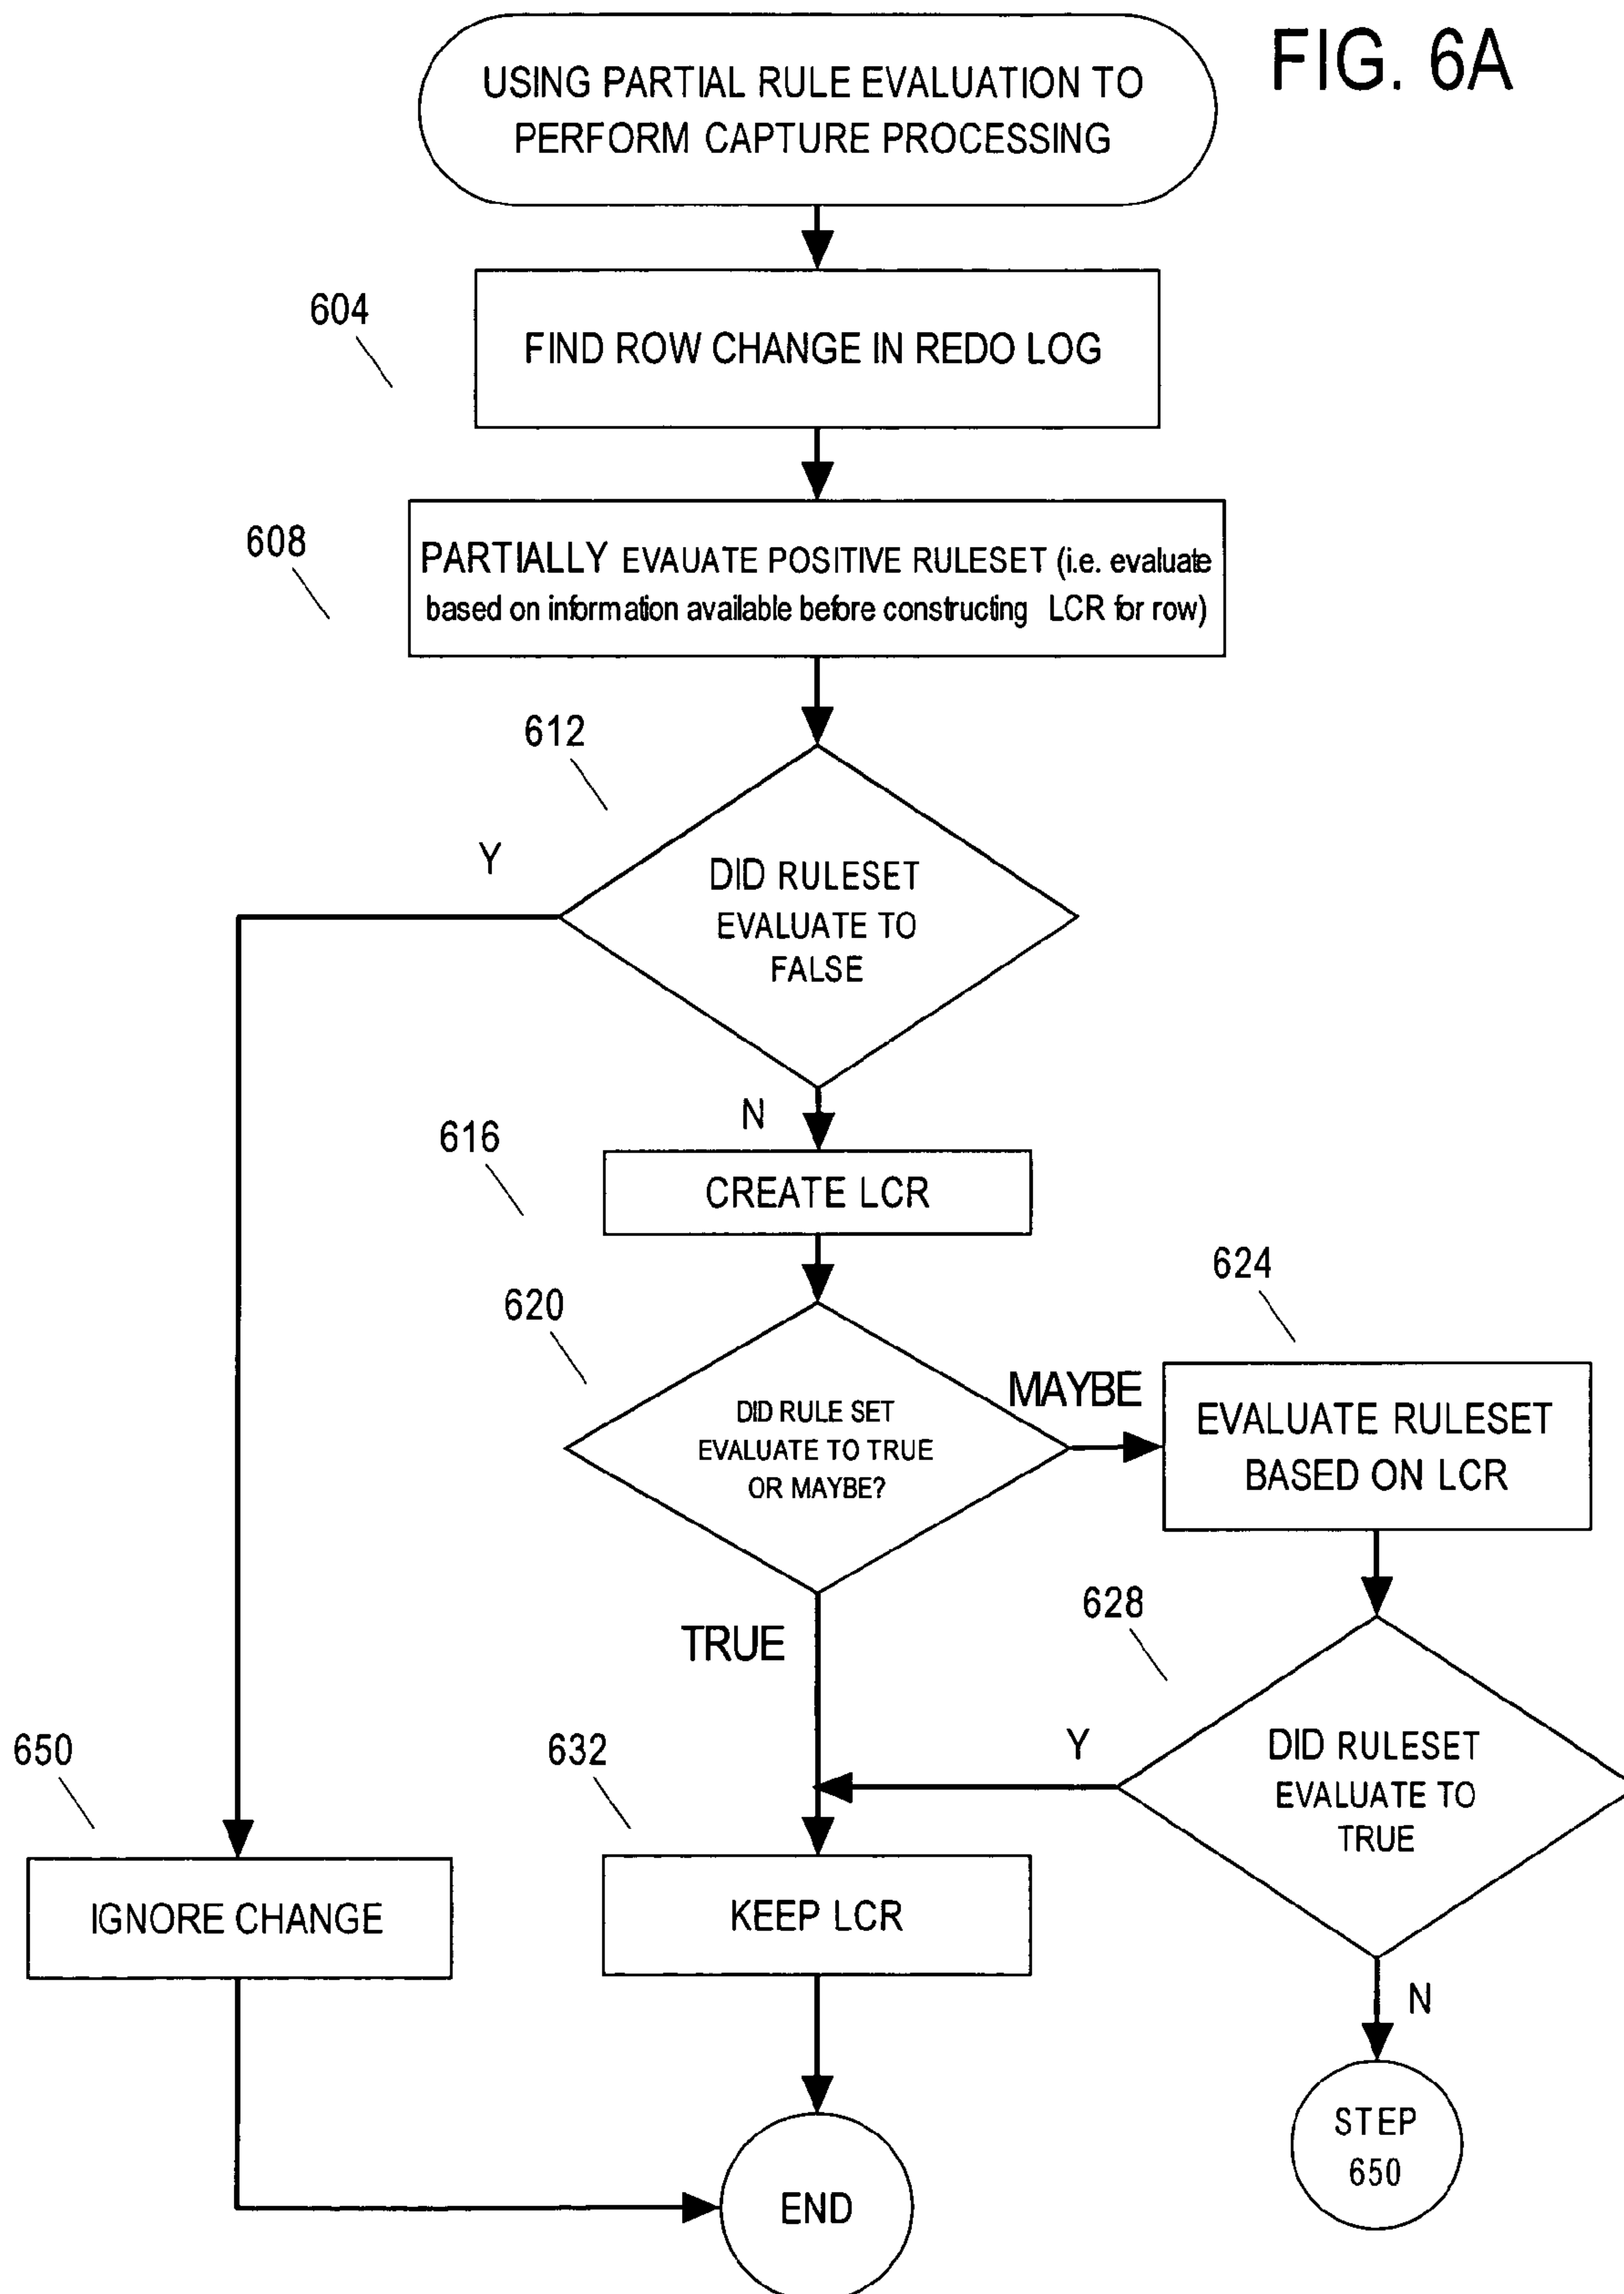 FIG. 6A
USING PARTIAL RULE EVALUATION TO
PERFORM CAPTURE PROCESSING
604
FIND ROW CHANGE IN REDO LOG
608
PARTIALLY EVAUATE POSITIVE RULESET (i.e. evaluate
based on information available before constructing LCR for row)
612
Y
DID RULESET
EVALUATE TO
FALSE
N
616
CREATE LCR
620
DID RULE SET
EVALUATE TO TRUE
OR MAYBE?
MAYBE
624
EVALUATE RULESET
BASED ON LCR
TRUE
628
Y
DID RULESET
EVALUATE TO
TRUE
650
IGNORE CHANGE
632
KEEP LCR
N
STEP
650
END